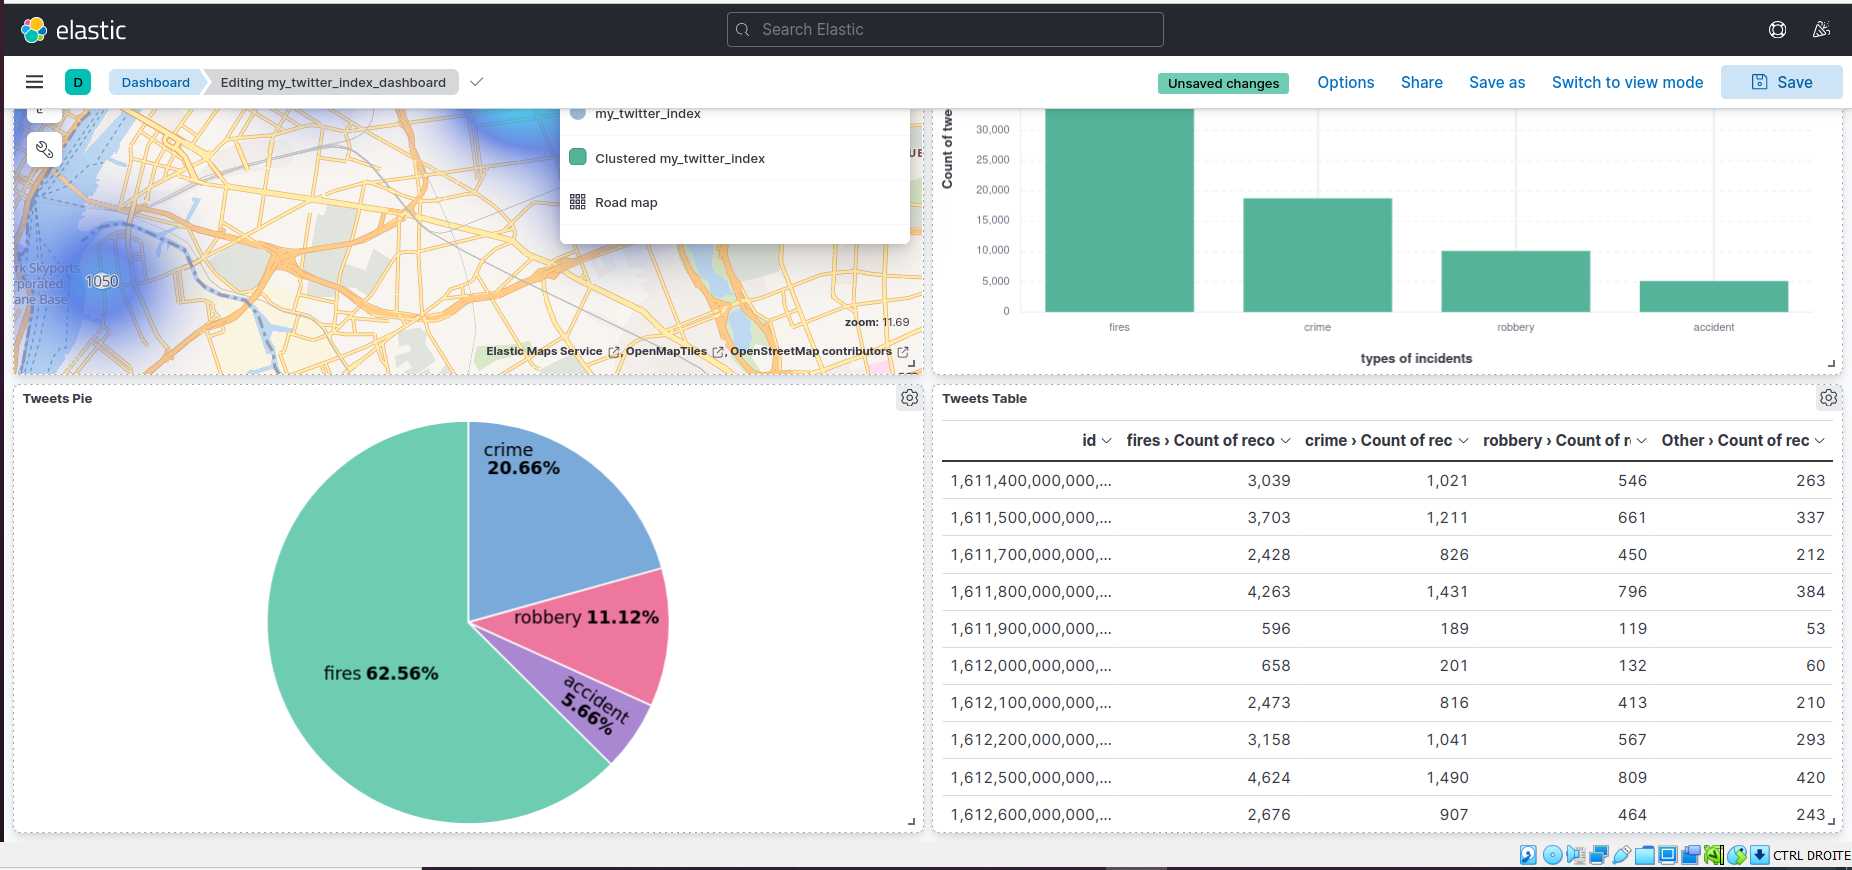 elastic
Search Elastic
D
Dashboard
Editing my_twitter_index_dashboard
Unsaved changes
Options
Share
Save as
Switch to view mode
Save
my_twitter_index
Clustered my_twitter_index
Road map
rk Skyports
rporated
ane Base
1050
zoom: 11.69
Elastic Maps Service , OpenMapTiles , OpenStreetMap contributors
Count of twe
30,000
25,000
20,000
15,000
10,000
5,000
0
fires crime robbery accident
types of incidents
Tweets Pie
crime
20.66%
robbery 11.12%
fires 62.56%
accident
5.66%
Tweets Table
id fires › Count of reco crime › Count of rec robbery › Count of r Other › Count of rec
1,611,400,000,000,... 3,039 1,021 546 263
1,611,500,000,000,... 3,703 1,211 661 337
1,611,700,000,000,... 2,428 826 450 212
1,611,800,000,000,... 4,263 1,431 796 384
1,611,900,000,000,... 596 189 119 53
1,612,000,000,000,... 658 201 132 60
1,612,100,000,000,... 2,473 816 413 210
1,612,200,000,000,... 3,158 1,041 567 293
1,612,500,000,000,... 4,624 1,490 809 420
1,612,600,000,000,... 2,676 907 464 243
CTRL DROITE